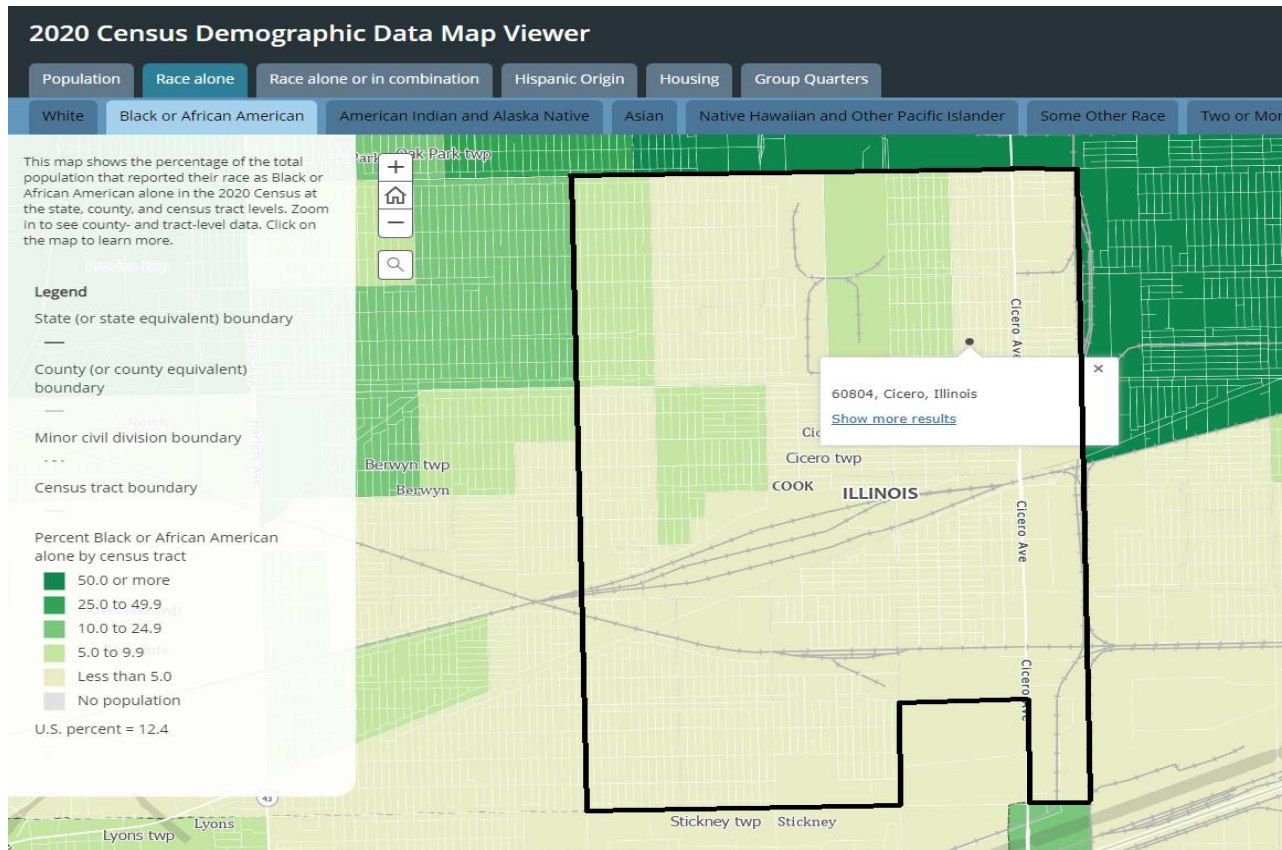 2020 Census Demographic Data Map Viewer
Population Race alone Race alone or in combination Hispanic Origin Housing Group Quarters
White Black or African American American Indian and Alaska Native Asian Native Hawaiian and Other Pacific Islander Some Other Race Two or Mor
This map shows the percentage of the total
population that reported their race as Black or
African American alone in the 2020 Census at
the state, county, and census tract levels. Zoom
in to see county- and tract-level data. Click on
the map to learn more.
Oak Park twp
Proviso twp
Legend
State (or state equivalent) boundary
County (or county equivalent)
boundary
Minor civil division boundary
Census tract boundary
Percent Black or African American
alone by census tract
50.0 or more
25.0 to 49.9
10.0 to 24.9
5.0 to 9.9
Less than 5.0
No population
U.S. percent = 12.4
North
Harlem Ave
Cicero Ave
60804, Cicero, Illinois
Show more results
×
Cic
Cicero twp
Berwyn twp
Berwyn
COOK
ILLINOIS
Cicero Ave
Cicero Ave
43
Lyons
Lyons twp
Stickney twp
Stickney